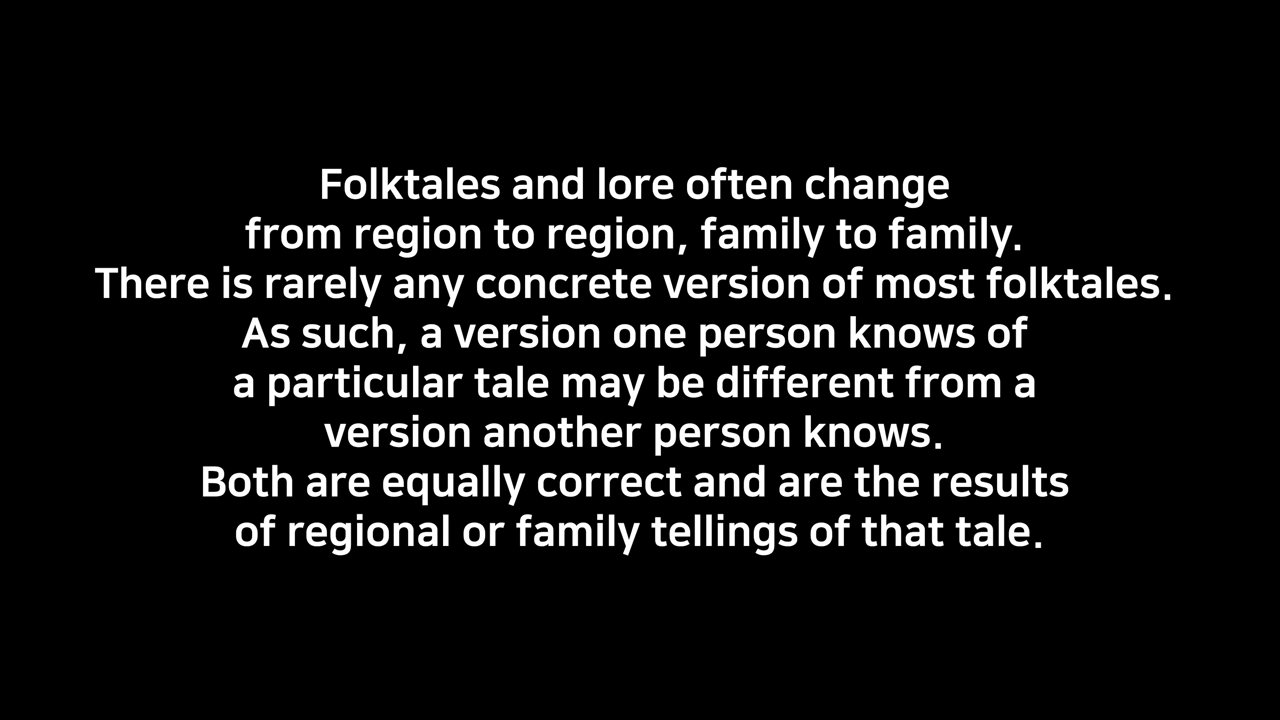 Folktales and lore often change
from region to region, family to family.
There is rarely any concrete version of most folktales.
As such, a version one person knows of
a particular tale may be different from a
version another person knows.
Both are equally correct and are the results
of regional or family tellings of that tale.